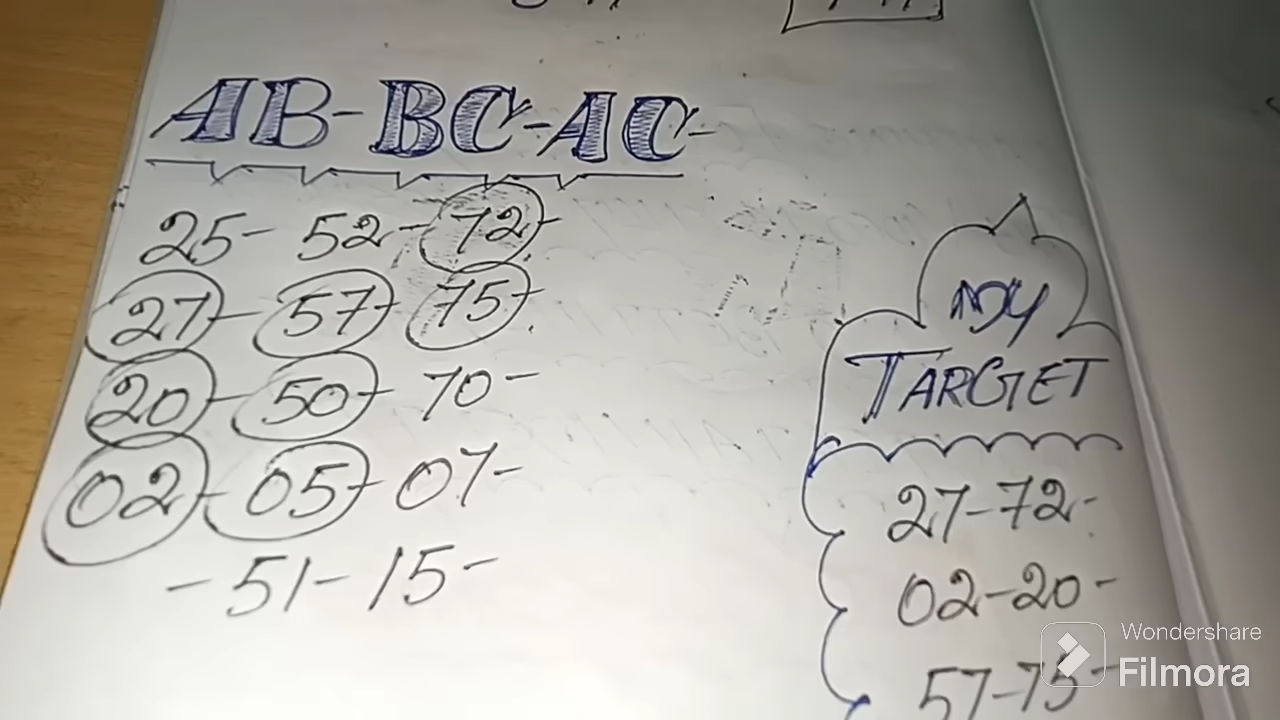 AB-BC-AC-
25- 52- 72-
27- 57- 75-
20- 50- 70-
02- 05- 07-
-51-15-
MY
TARGET
27-72-
02-20-
57-75-
Wondershare
Filmora